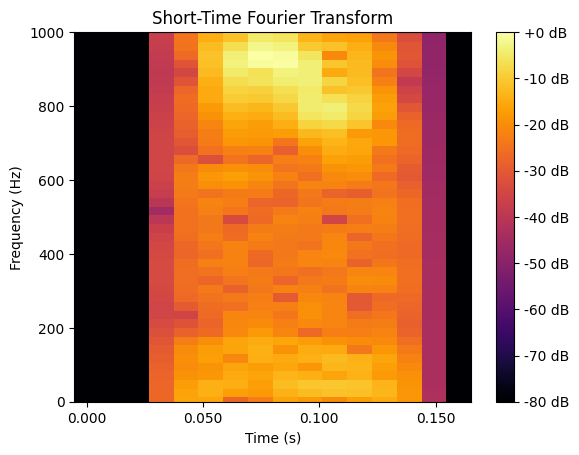 Short-Time Fourier Transform
1000
800
600
400
200
0
Frequency (Hz)
0.000
0.050
0.100
0.150
Time (s)
+0 dB
-10 dB
-20 dB
-30 dB
-40 dB
-50 dB
-60 dB
-70 dB
-80 dB